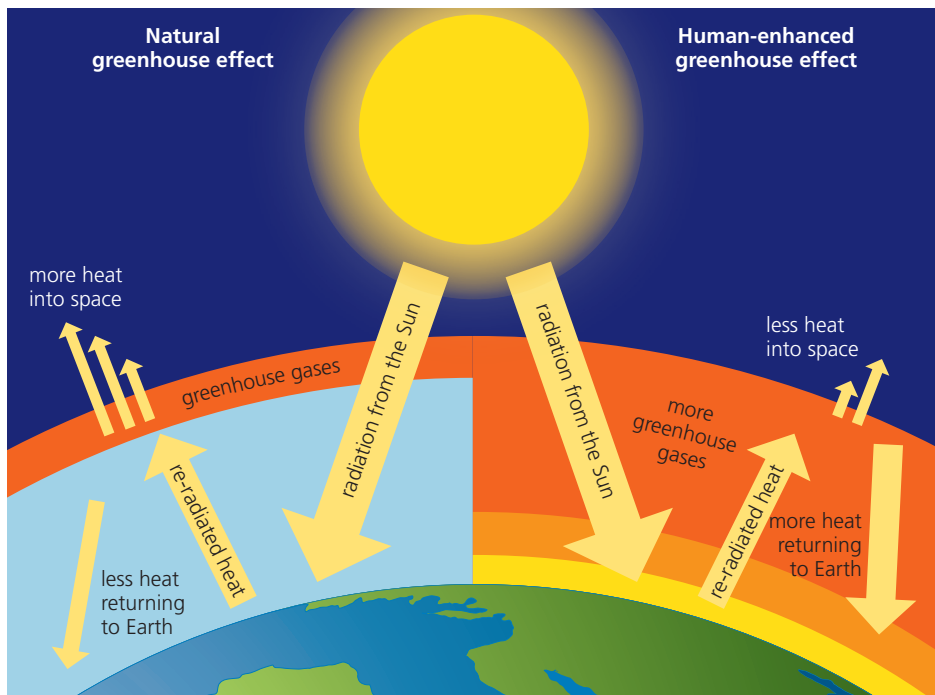 Natural
greenhouse effect
Human-enhanced
greenhouse effect
more heat
into space
greenhouse gases
radiation from the Sun
re-radiated heat
less heat
returning
to Earth
radiation from the Sun
less heat
into space
more
greenhouse
gases
re-radiated heat
more heat
returning
to Earth